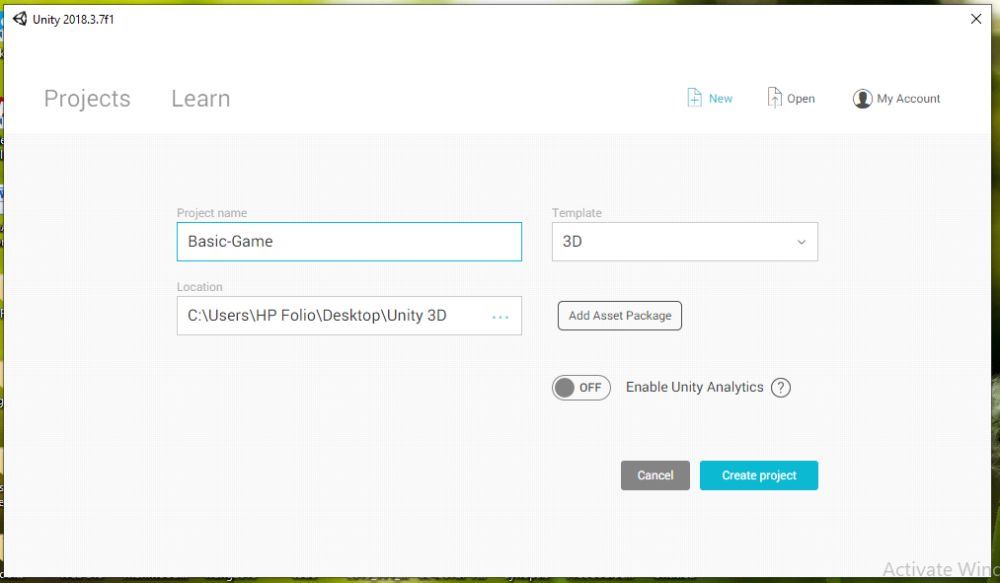 Unity 2018.3.7f1
Projects
Learn
New
Open
My Account
Project name
Template
Basic-Game
3D
Location
C:\Users\HP Folio\Desktop\Unity 3D
...
Add Asset Package
OFF
Enable Unity Analytics ?
Cancel
Create project
Activate Wind